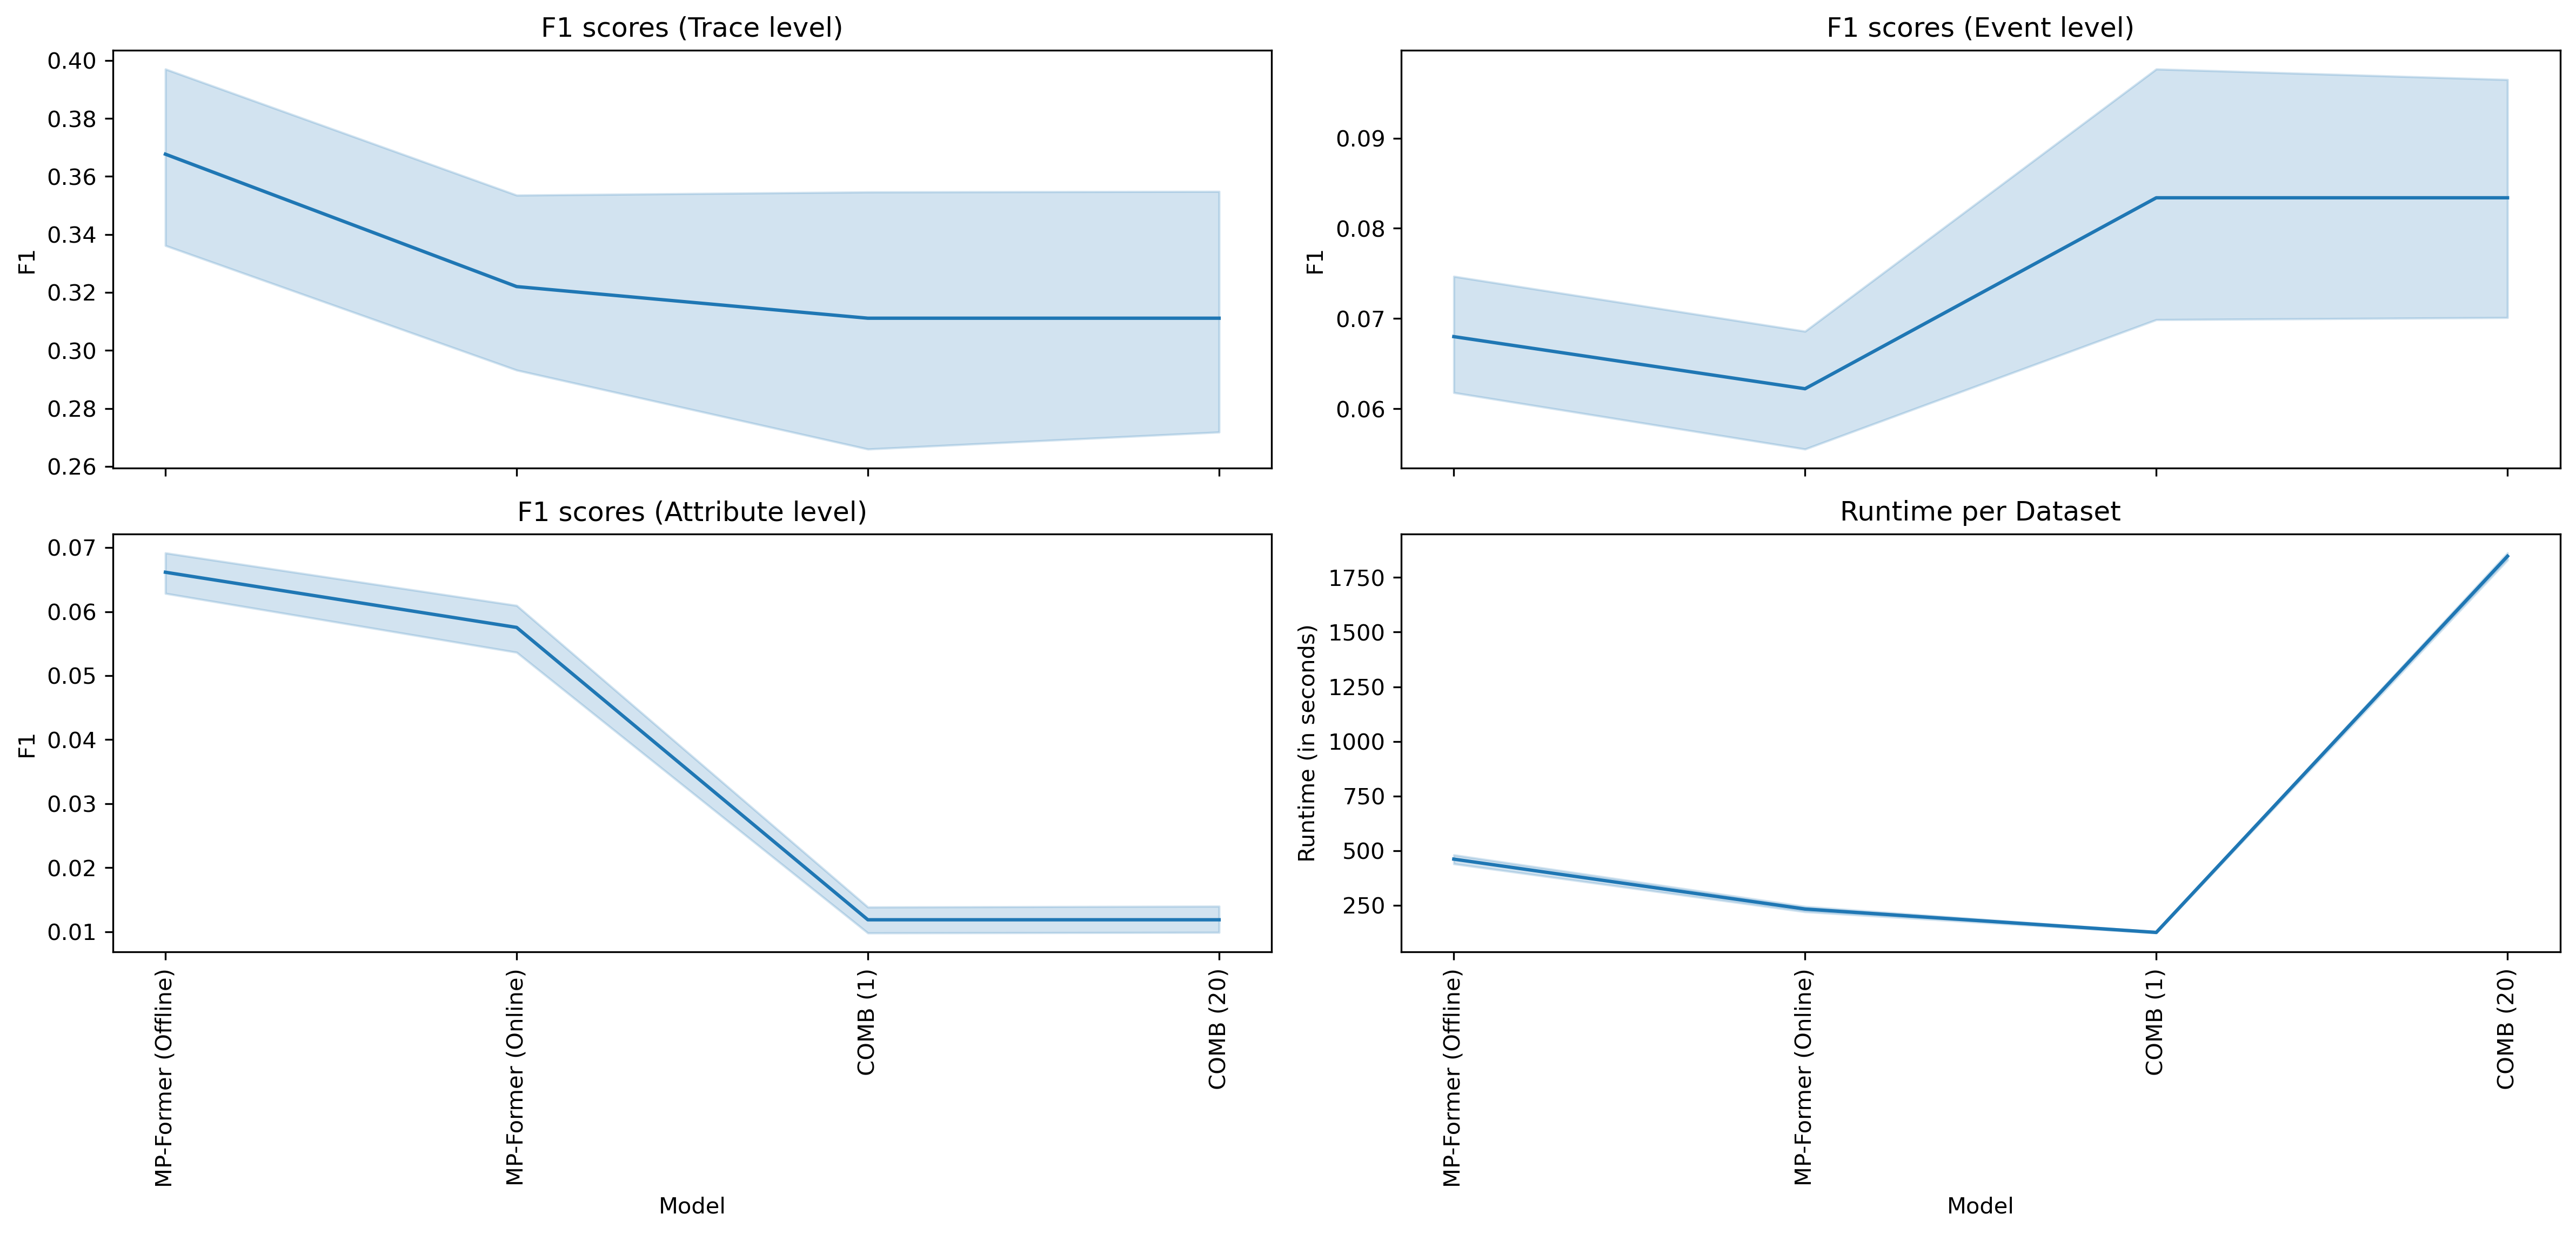 F1 scores (Trace level)
F1
0.40
0.38
0.36
0.34
0.32
0.30
0.28
0.26
F1 scores (Event level)
F1
0.09
0.08
0.07
0.06
F1 scores (Attribute level)
F1
0.07
0.06
0.05
0.04
0.03
0.02
0.01
MP-Former (Offline)
MP-Former (Online)
COMB (1)
COMB (20)
Model
Runtime per Dataset
Runtime (in seconds)
1750
1500
1250
1000
750
500
250
MP-Former (Offline)
MP-Former (Online)
COMB (1)
COMB (20)
Model